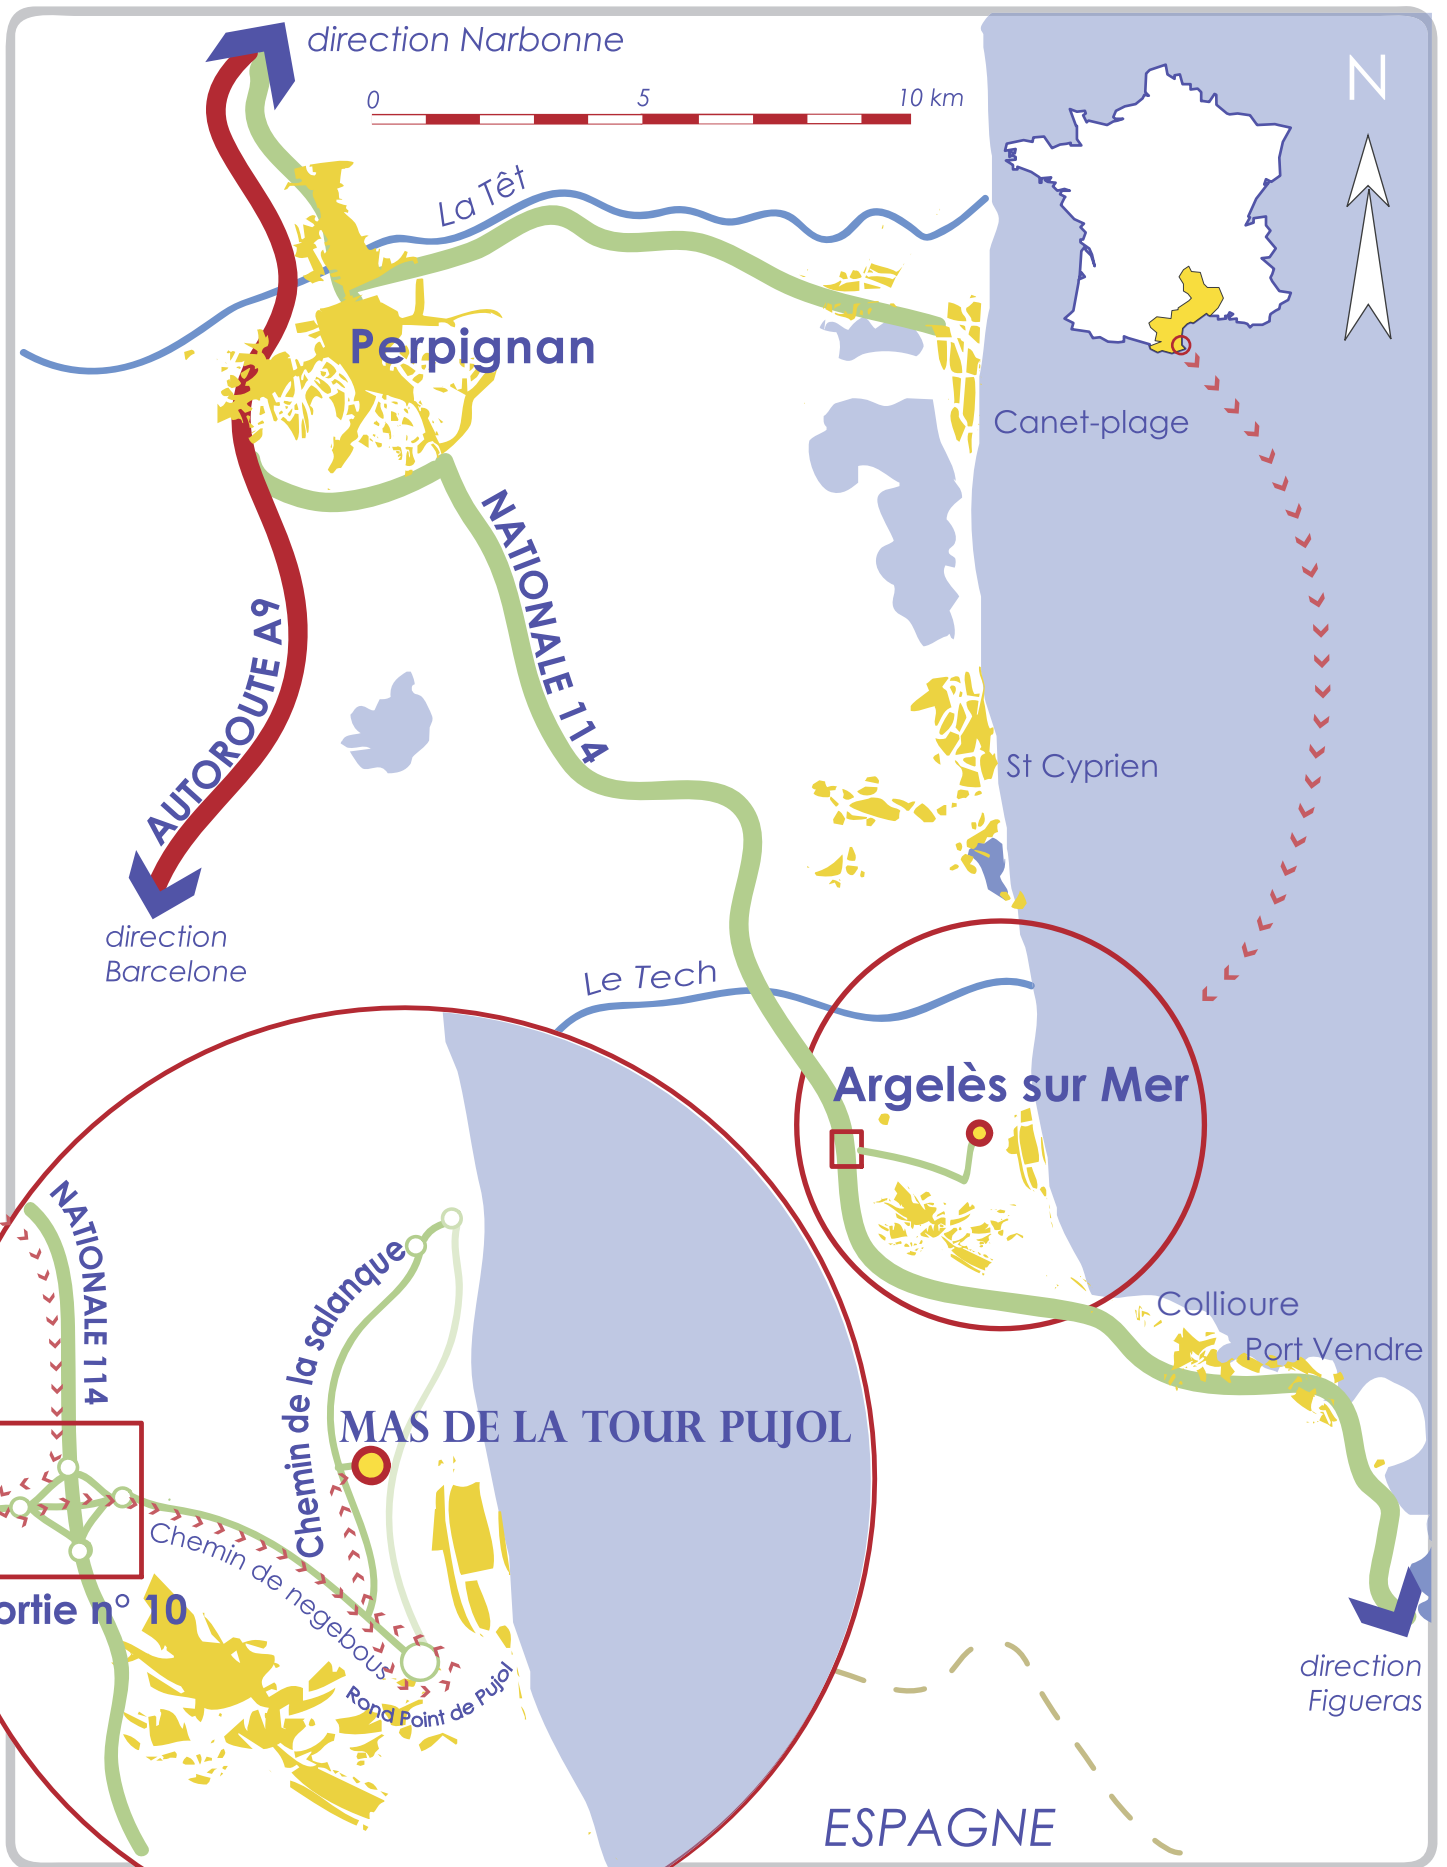 direction Narbonne
0 5 10 km
N
La Têt
Perpignan
Canet-plage
NATIONALE 114
AUTOROUTE A9
St Cyprien
direction
Barcelone
Le Tech
Argelès sur Mer
NATIONALE 114
Chemin de la salanque
Collioure
Port Vendre
MAS DE LA TOUR PUJOL
Chemin de negebous
ortie n° 10
Rond Point de Pujol
direction
Figueras
ESPAGNE